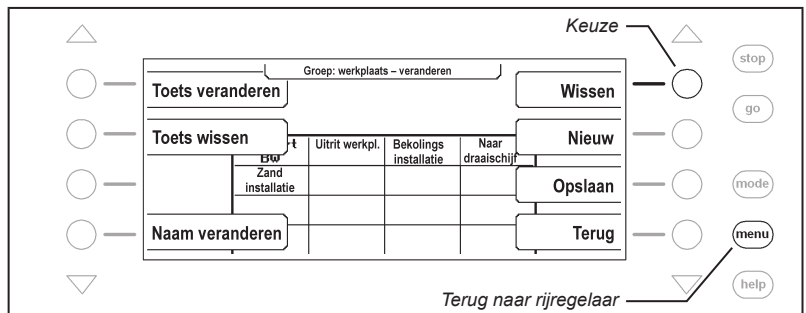 Keuze
stop
Groep: werkplaats – veranderen
Toets veranderen
Wissen
go
Toets wissen
Nieuw
BW
Uitrit werkpl.
Bekolings
installatie
Naar
draaischijf
Zand
installatie
Opslaan
mode
Naam veranderen
Terug
menu
help
Terug naar rijregelaar